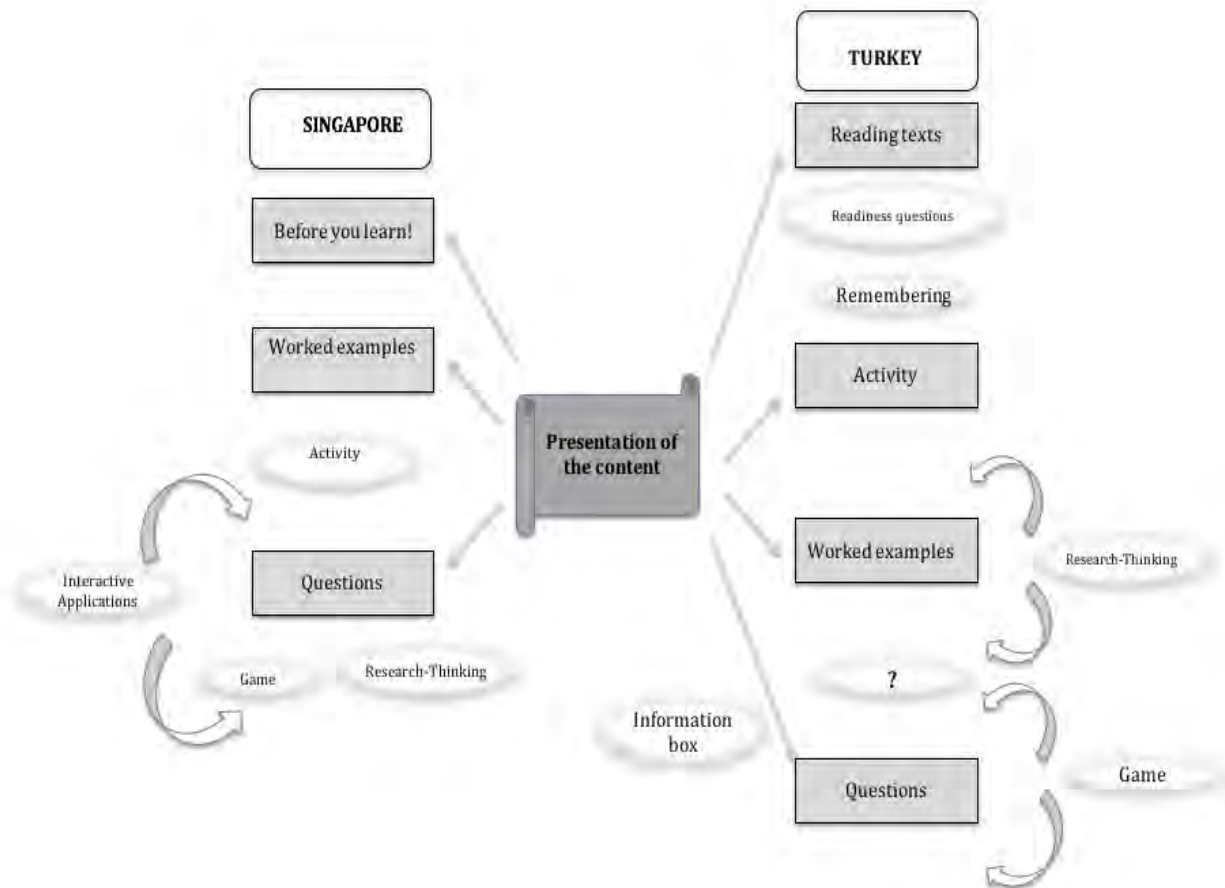 SINGAPORE
Before you learn!
Worked examples
Activity
Interactive
Applications
Questions
Game
Research-Thinking
Presentation of
the content
TURKEY
Reading texts
Readiness questions
Remembering
Activity
Worked examples
Research-Thinking
?
Information
box
Questions
Game